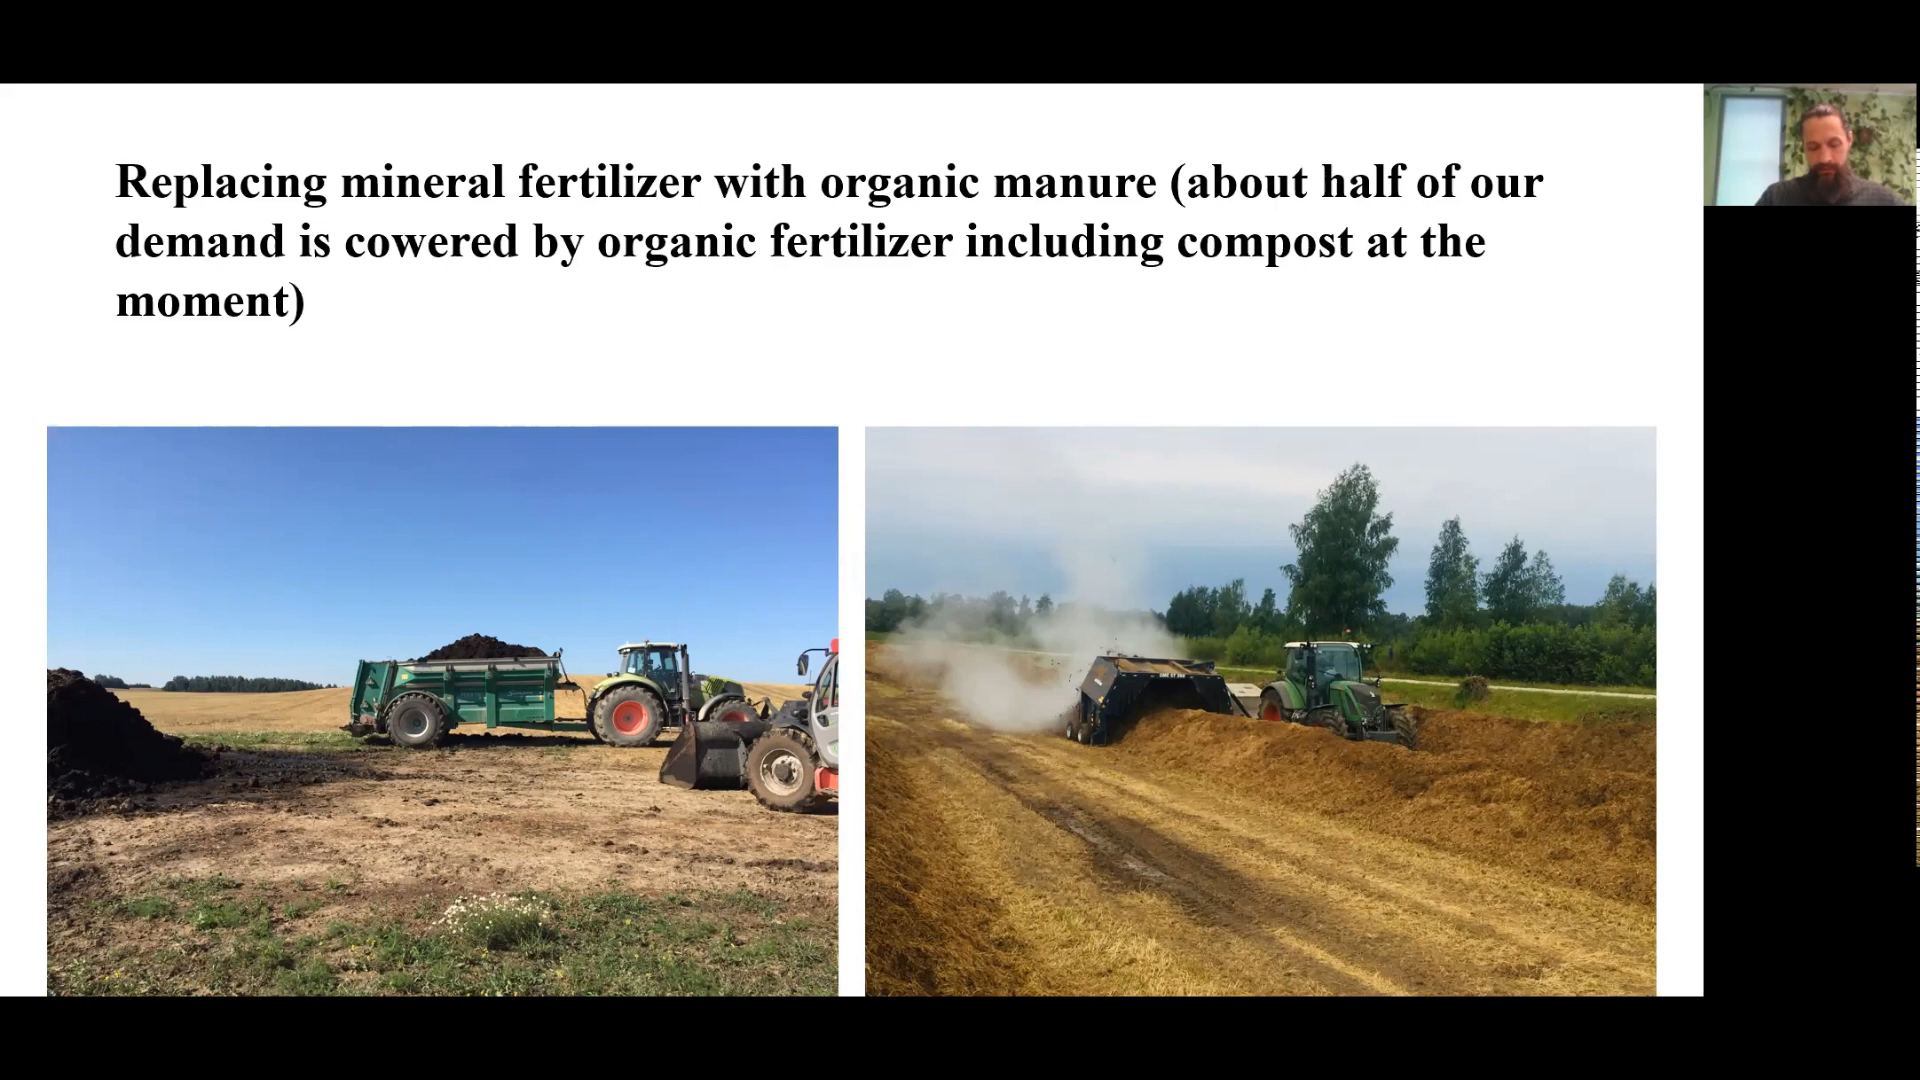 Replacing mineral fertilizer with organic manure (about half of our
demand is cowered by organic fertilizer including compost at the
moment)